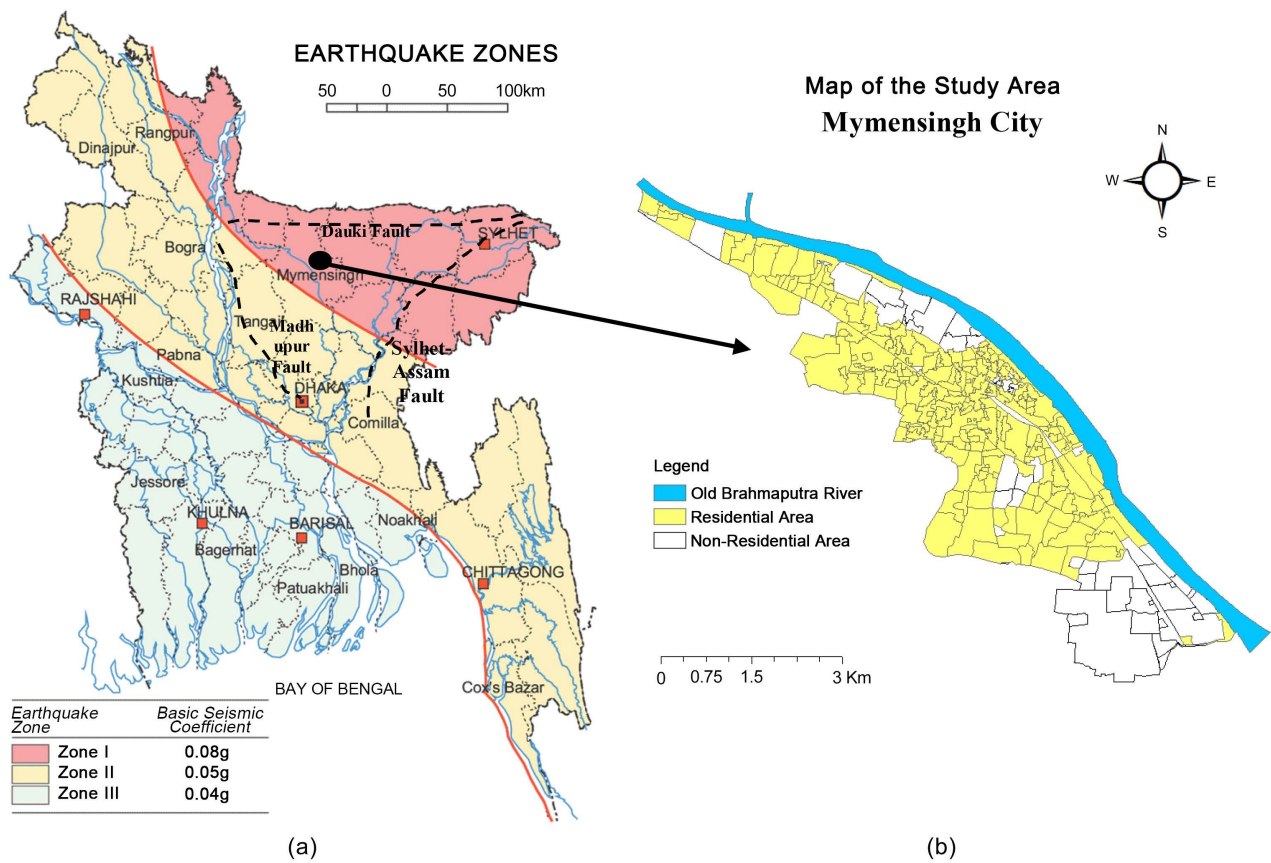 EARTHQUAKE ZONES
50 0 50 100km
Rangpur
Dinajpur
Dauki Fault
SYLHET
Bogra
Mymensingh
RAJSHAHI
Tangail
Madh
upur
Fault
Sylhet-
Assam
Fault
Pabna
Kushtia
DHAKA
Comilla
Jessore
KHULNA
BARISAL
Noakhali
Bagerhat
Bhola
Patuakhali
CHITTAGONG
BAY OF BENGAL
Cox's Bazar
Earthquake Zone Basic Seismic Coefficient
Zone I 0.08g
Zone II 0.05g
Zone III 0.04g
(a)
Map of the Study Area
Mymensingh City
N
W E
S
Legend
Old Brahmaputra River
Residential Area
Non-Residential Area
0 0.75 1.5 3 Km
(b)